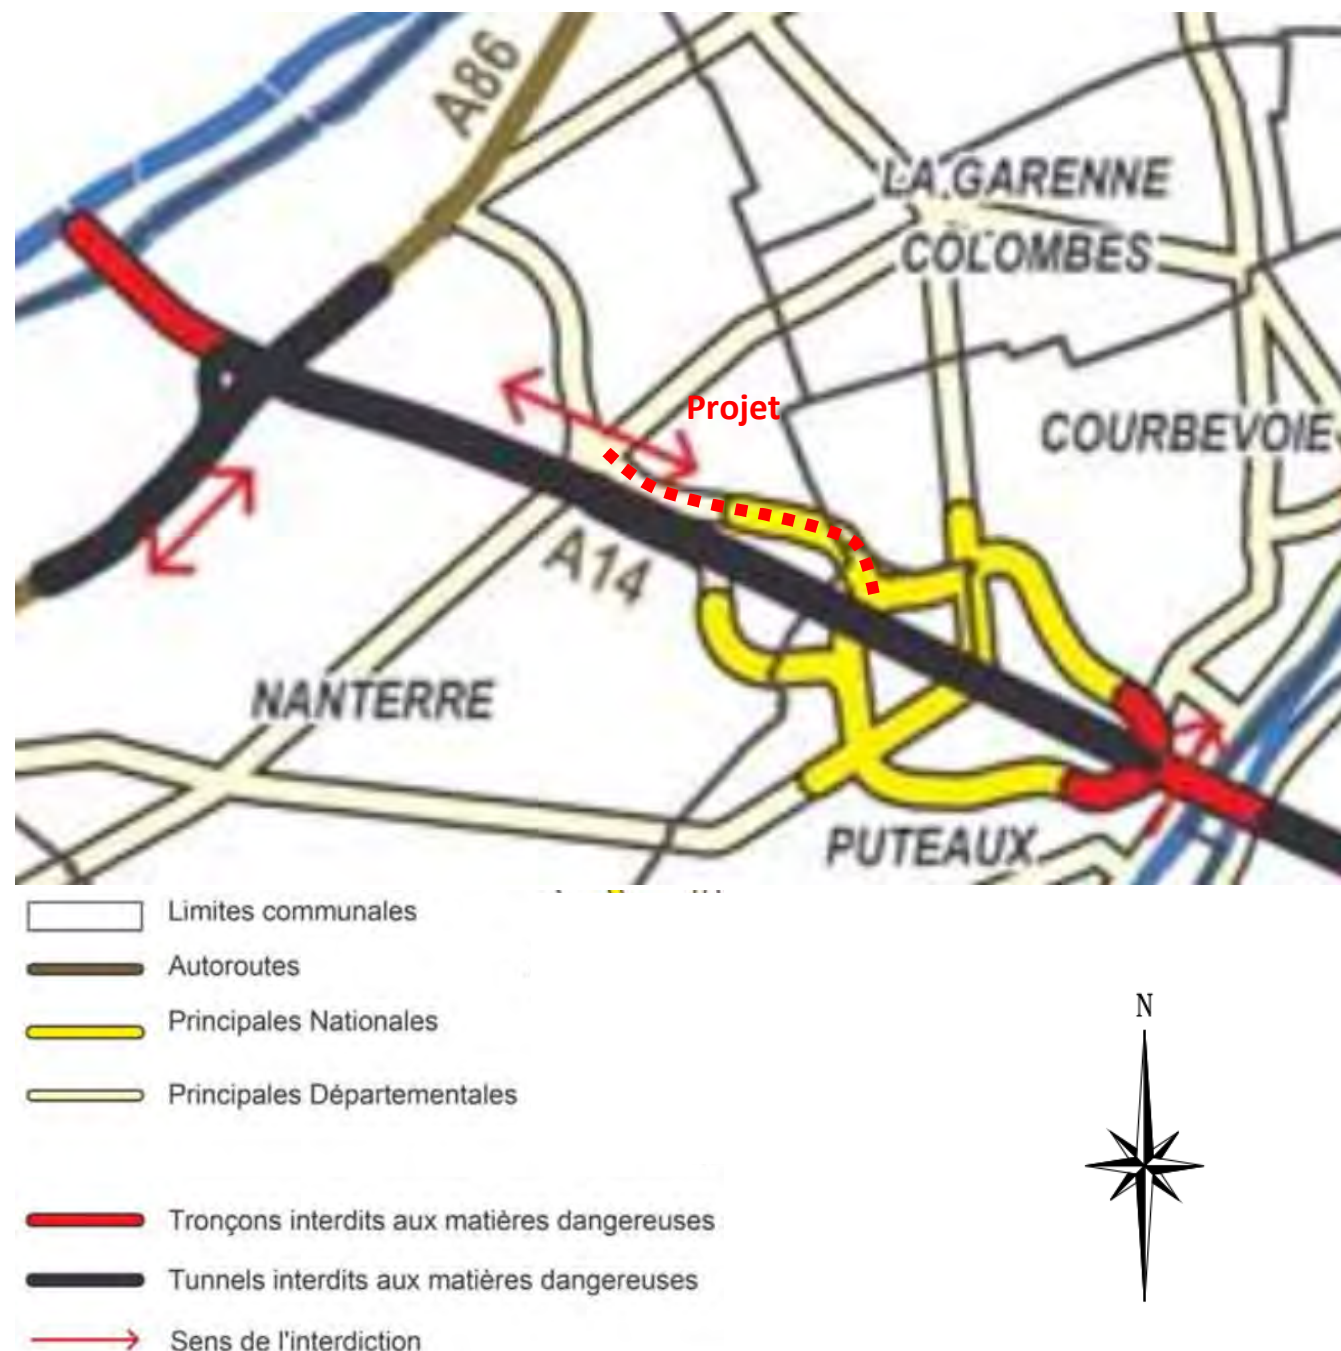 A86
LA GARENNE
COLOMBES
Projet
COURBEVOIE
A14
NANTERRE
PUTEAUX
Limites communales
Autoroutes
Principales Nationales
Principales Départementales
N
Tronçons interdits aux matières dangereuses
Tunnels interdits aux matières dangereuses
Sens de l'interdiction